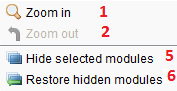 Zoom in 1
Zoom out 2
Hide selected modules 5
Restore hidden modules 6